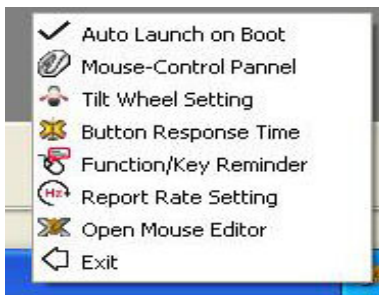 Auto Launch on Boot
Mouse-Control Pannel
Tilt Wheel Setting
Button Response Time
Function/Key Reminder
Hz Report Rate Setting
Open Mouse Editor
Exit